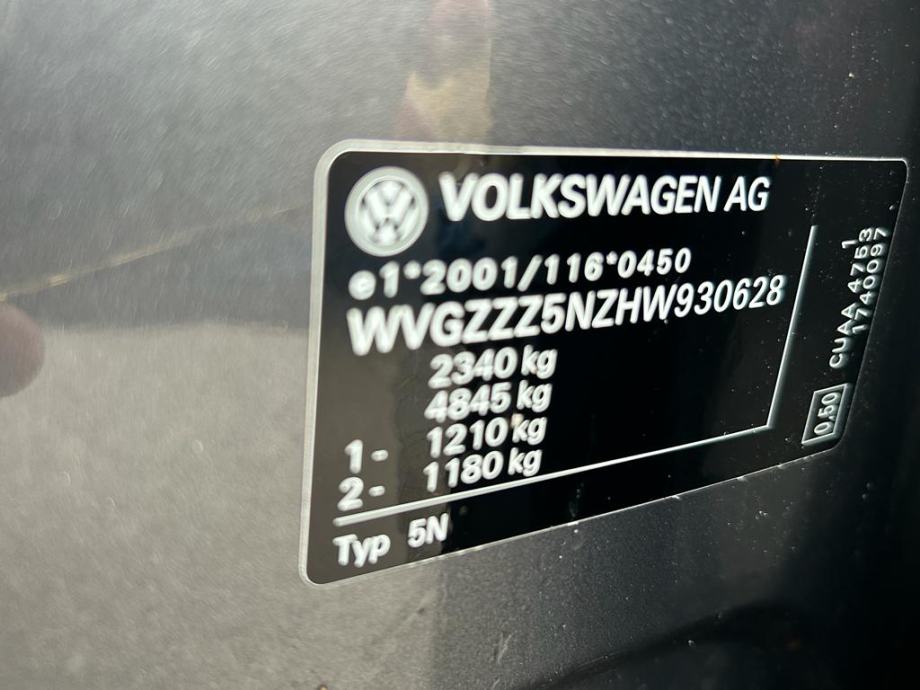 VOLKSWAGEN AG
e1*2001/116*0450
WVGZZZ5NZHW930628
2340 kg
4845 kg
1- 1210 kg
2- 1180 kg
Typ 5N
CUAA 4753
1
1740097
0,50